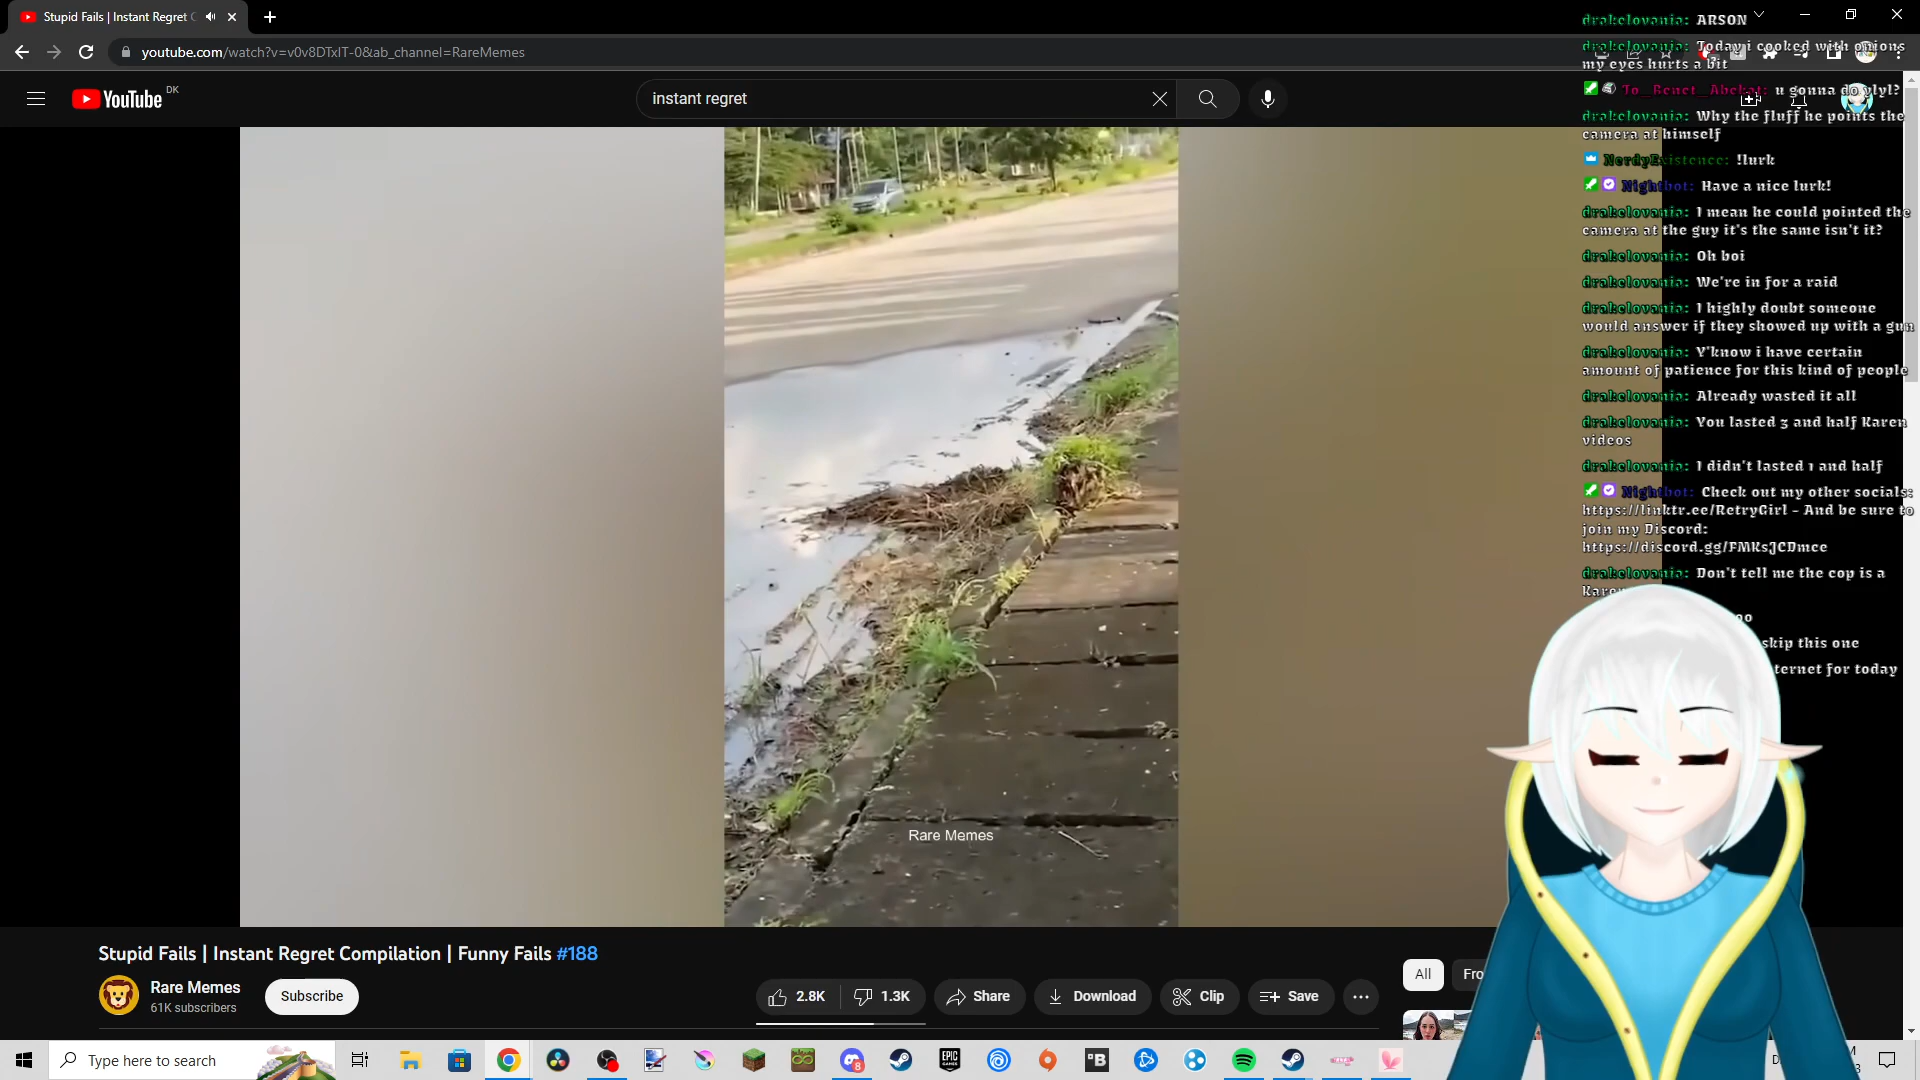 Stupid Fails | Instant Regret C
youtube.com/watch?v=v0v8DTxIT-0&ab_channel=RareMemes
YouTube DK
instant regret
drakelovania: ARSON
drakelovania: Today i cooked with onions
my eyes hurts a bit
To_Benct_Abekat: u gonna do ylyl?
drakelovania: Why the fluff he points the
camera at himself
NerdyExistence: !lurk
Nightbot: Have a nice lurk!
drakelovania: I mean he could pointed the
camera at the guy it's the same isn't it?
drakelovania: Oh boi
drakelovania: We're in for a raid
drakelovania: I highly doubt someone
would answer if they showed up with a gun
drakelovania: Y'know i have certain
amount of patience for this kind of people
drakelovania: Already wasted it all
drakelovania: You lasted 3 and half Karen
videos
drakelovania: I didn't lasted 1 and half
Nightbot: Check out my other socials:
https://linktr.ee/RetryGirl - And be sure to
join my Discord:
https://discord.gg/FMKsJCDmce
drakelovania: Don't tell me the cop is a
Karen
oo
skip this one
ternet for today
Rare Memes
Stupid Fails | Instant Regret Compilation | Funny Fails #188
Rare Memes
61K subscribers
Subscribe
2.8K
1.3K
Share
Download
Clip
Save
All
Fro
Type here to search
EPIC GAMES
B
8